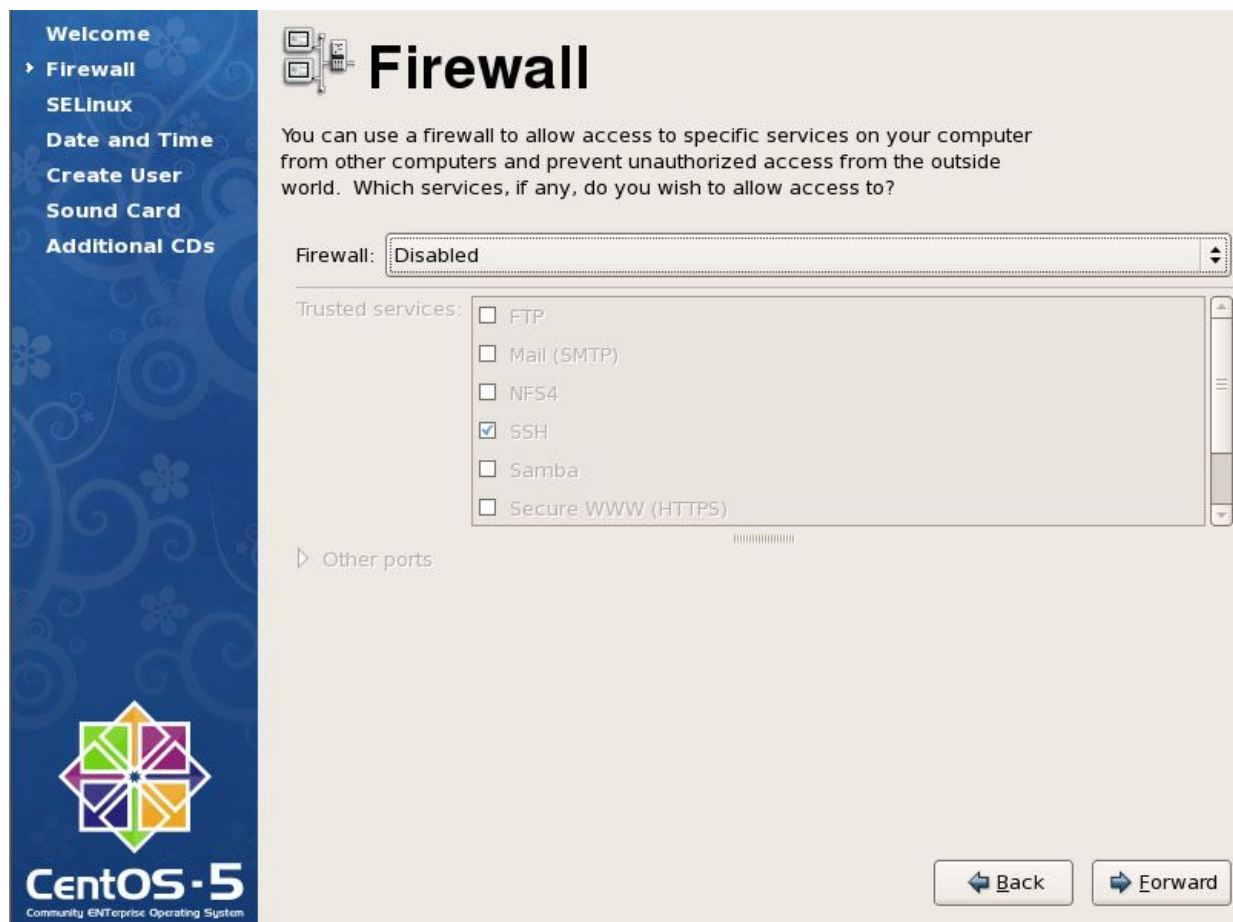 Welcome
Firewall
SELinux
Date and Time
Create User
Sound Card
Additional CDs
Firewall
You can use a firewall to allow access to specific services on your computer
from other computers and prevent unauthorized access from the outside
world.  Which services, if any, do you wish to allow access to?
Firewall: Disabled
Trusted services:
FTP
Mail (SMTP)
NFS4
SSH
Samba
Secure WWW (HTTPS)
Other ports
CentOS-5
Community ENTerprise Operating System
Back
Forward